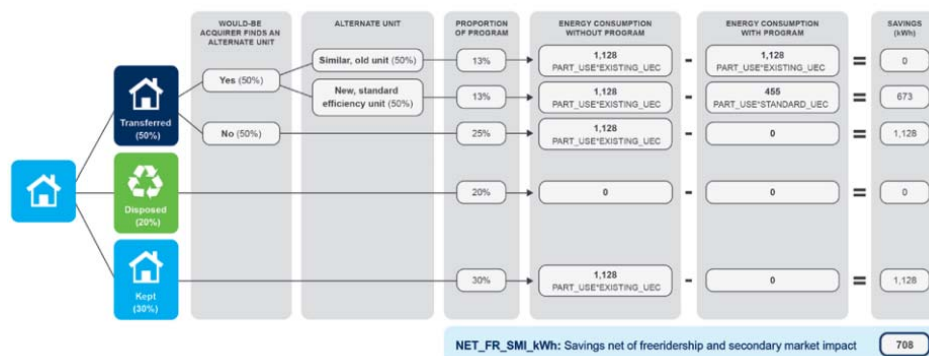 WOULD-BE
ACQUIRER FINDS AN
ALTERNATE UNIT
ALTERNATE UNIT
PROPORTION
OF PROGRAM
ENERGY CONSUMPTION
WITHOUT PROGRAM
ENERGY CONSUMPTION
WITH PROGRAM
SAVINGS
(kWh)
Transferred
(50%)
Yes (50%)
Similar, old unit (50%)
13%
1,128
PART_USE*EXISTING_UEC
-
1,128
PART_USE*EXISTING_UEC
=
0
New, standard
efficiency unit (50%)
13%
1,128
PART_USE*EXISTING_UEC
-
455
PART_USE*STANDARD_UEC
=
673
No (50%)
25%
1,128
PART_USE*EXISTING_UEC
-
0
=
1,128
Disposed
(20%)
20%
0
-
0
=
0
Kept
(30%)
30%
1,128
PART_USE*EXISTING_UEC
-
0
=
1,128
NET_FR_SMI_kWh: Savings net of freeridership and secondary market impact
708